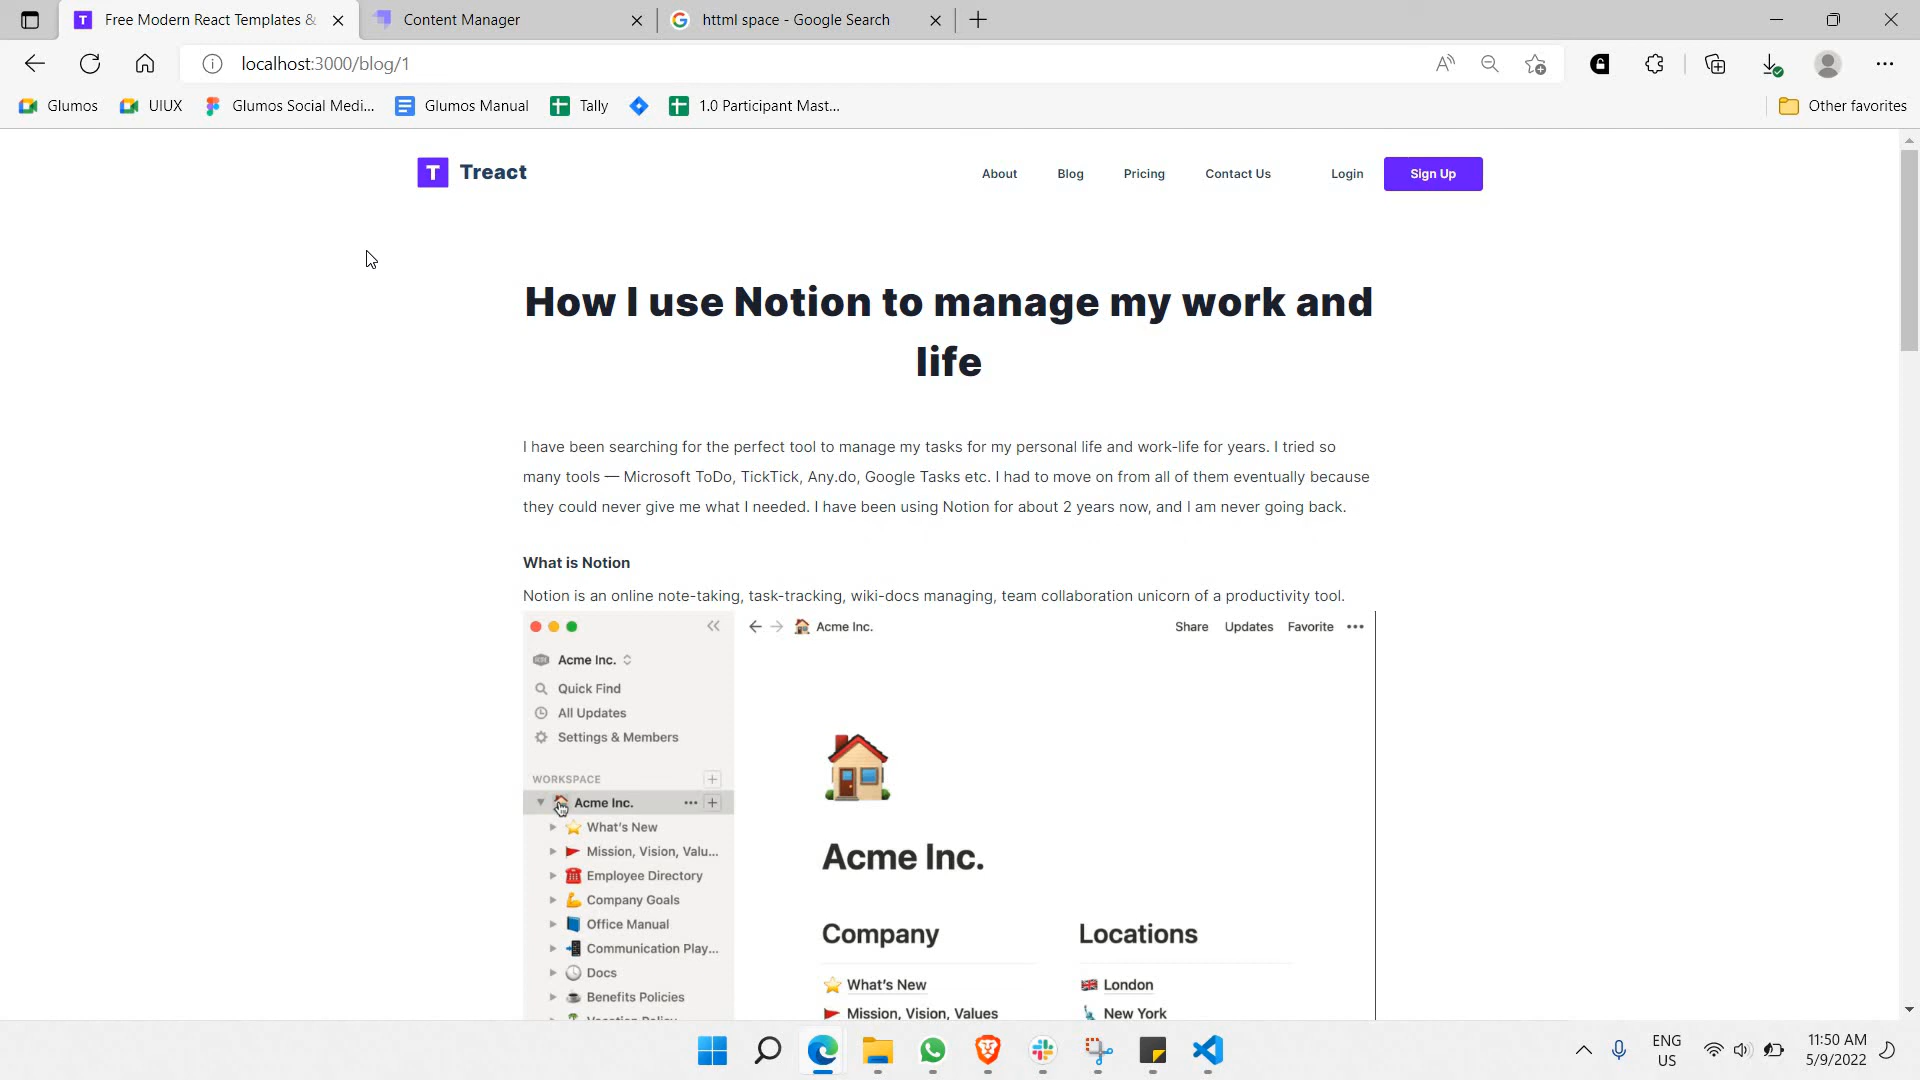 Free Modern React Templates &
Content Manager
httml space - Google Search
localhost:3000/blog/1
Glumos
UIUX
Glumos Social Medi...
Glumos Manual
Tally
1.0 Participant Mast...
Other favorites
T Treact
About
Blog
Pricing
Contact Us
Login
Sign Up
How I use Notion to manage my work and
life
I have been searching for the perfect tool to manage my tasks for my personal life and work-life for years. I tried so
many tools — Microsoft ToDo, TickTick, Any.do, Google Tasks etc. I had to move on from all of them eventually because
they could never give me what I needed. I have been using Notion for about 2 years now, and I am never going back.
What is Notion
Notion is an online note-taking, task-tracking, wiki-docs managing, team collaboration unicorn of a productivity tool.
Acme Inc.
Share
Updates
Favorite
Acme Inc.
Quick Find
All Updates
Settings & Members
WORKSPACE
Acme Inc.
What's New
Mission, Vision, Valu...
Employee Directory
Company Goals
Office Manual
Communication Play...
Docs
Benefits Policies
Acme Inc.
Company
What's New
Mission, Vision, Values
Locations
London
New York
ENG
US
11:50 AM
5/9/2022